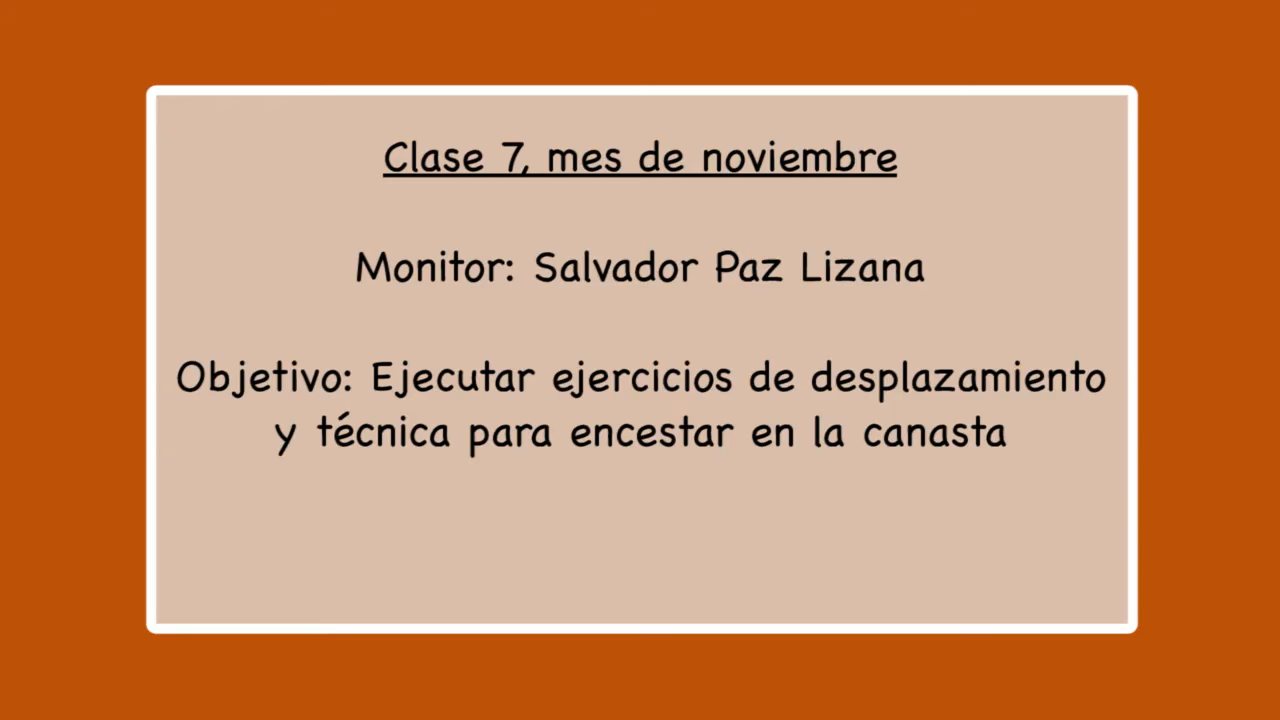 Clase 7, mes de noviembre
Monitor: Salvador Paz Lizana
Objetivo: Ejecutar ejercicios de desplazamiento
y técnica para encestar en la canasta